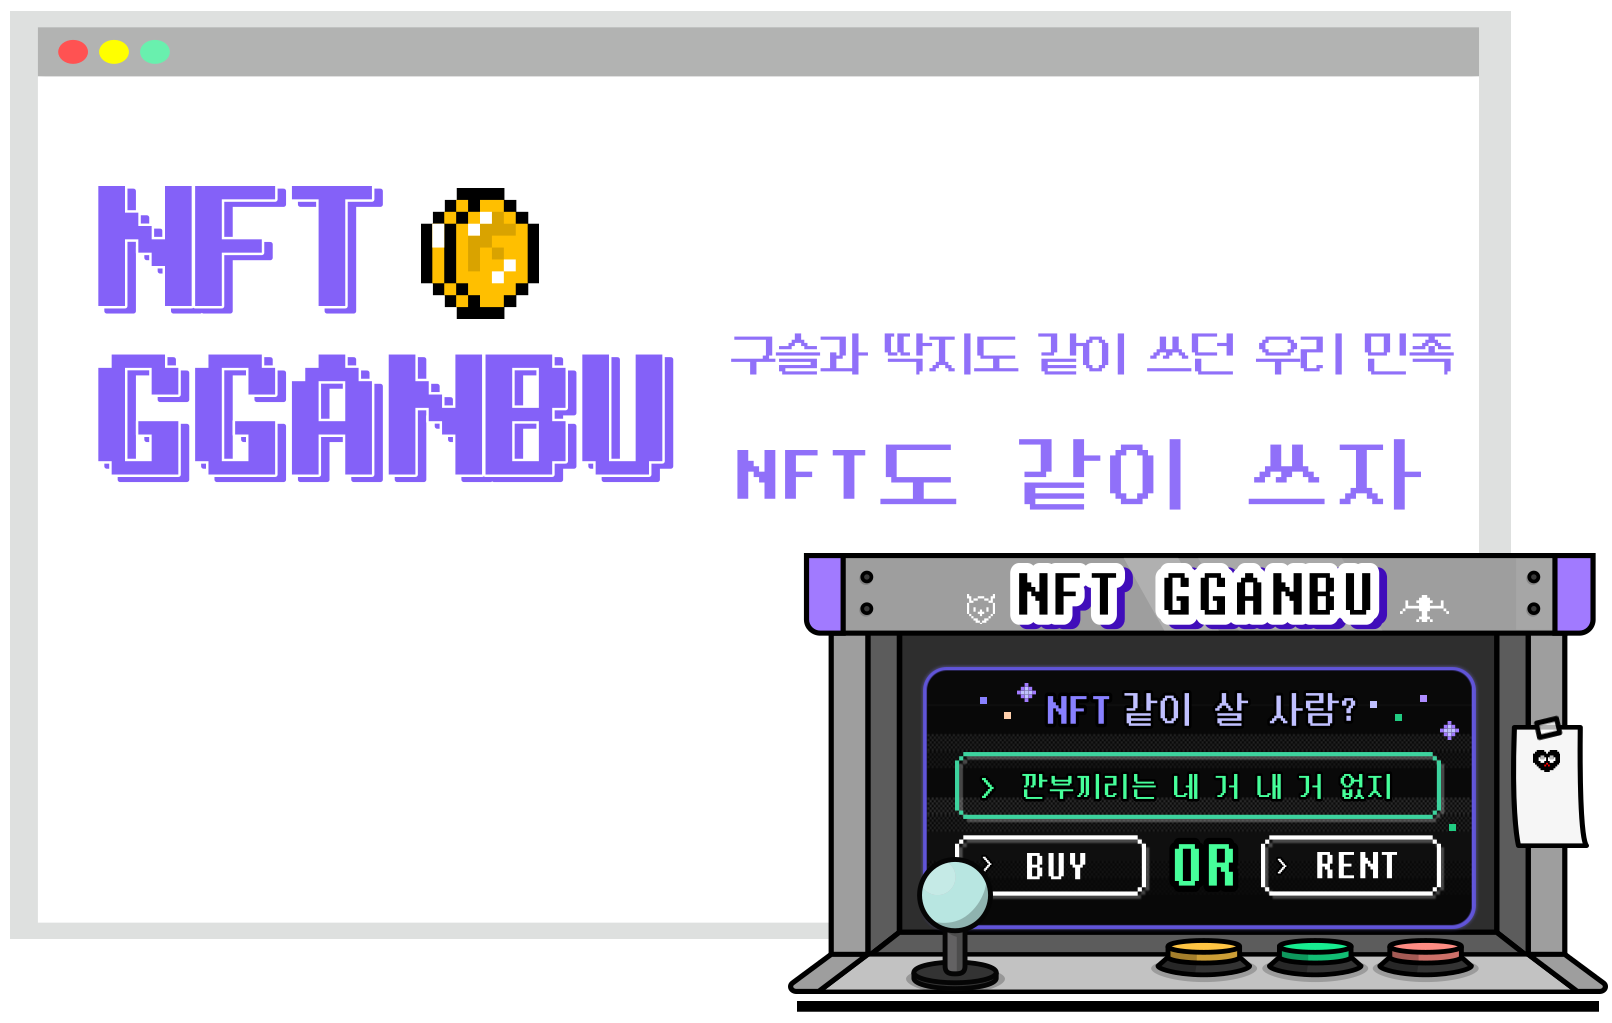 NFT
GGANBU
구슬과 딱지도 같이 쓰던 우리 민족
NFT도 같이 쓰자
NFT GGANBU
NFT 같이 살 사람?
> 깐부끼리는 네 거 내 거 없지
> BUY OR > RENT